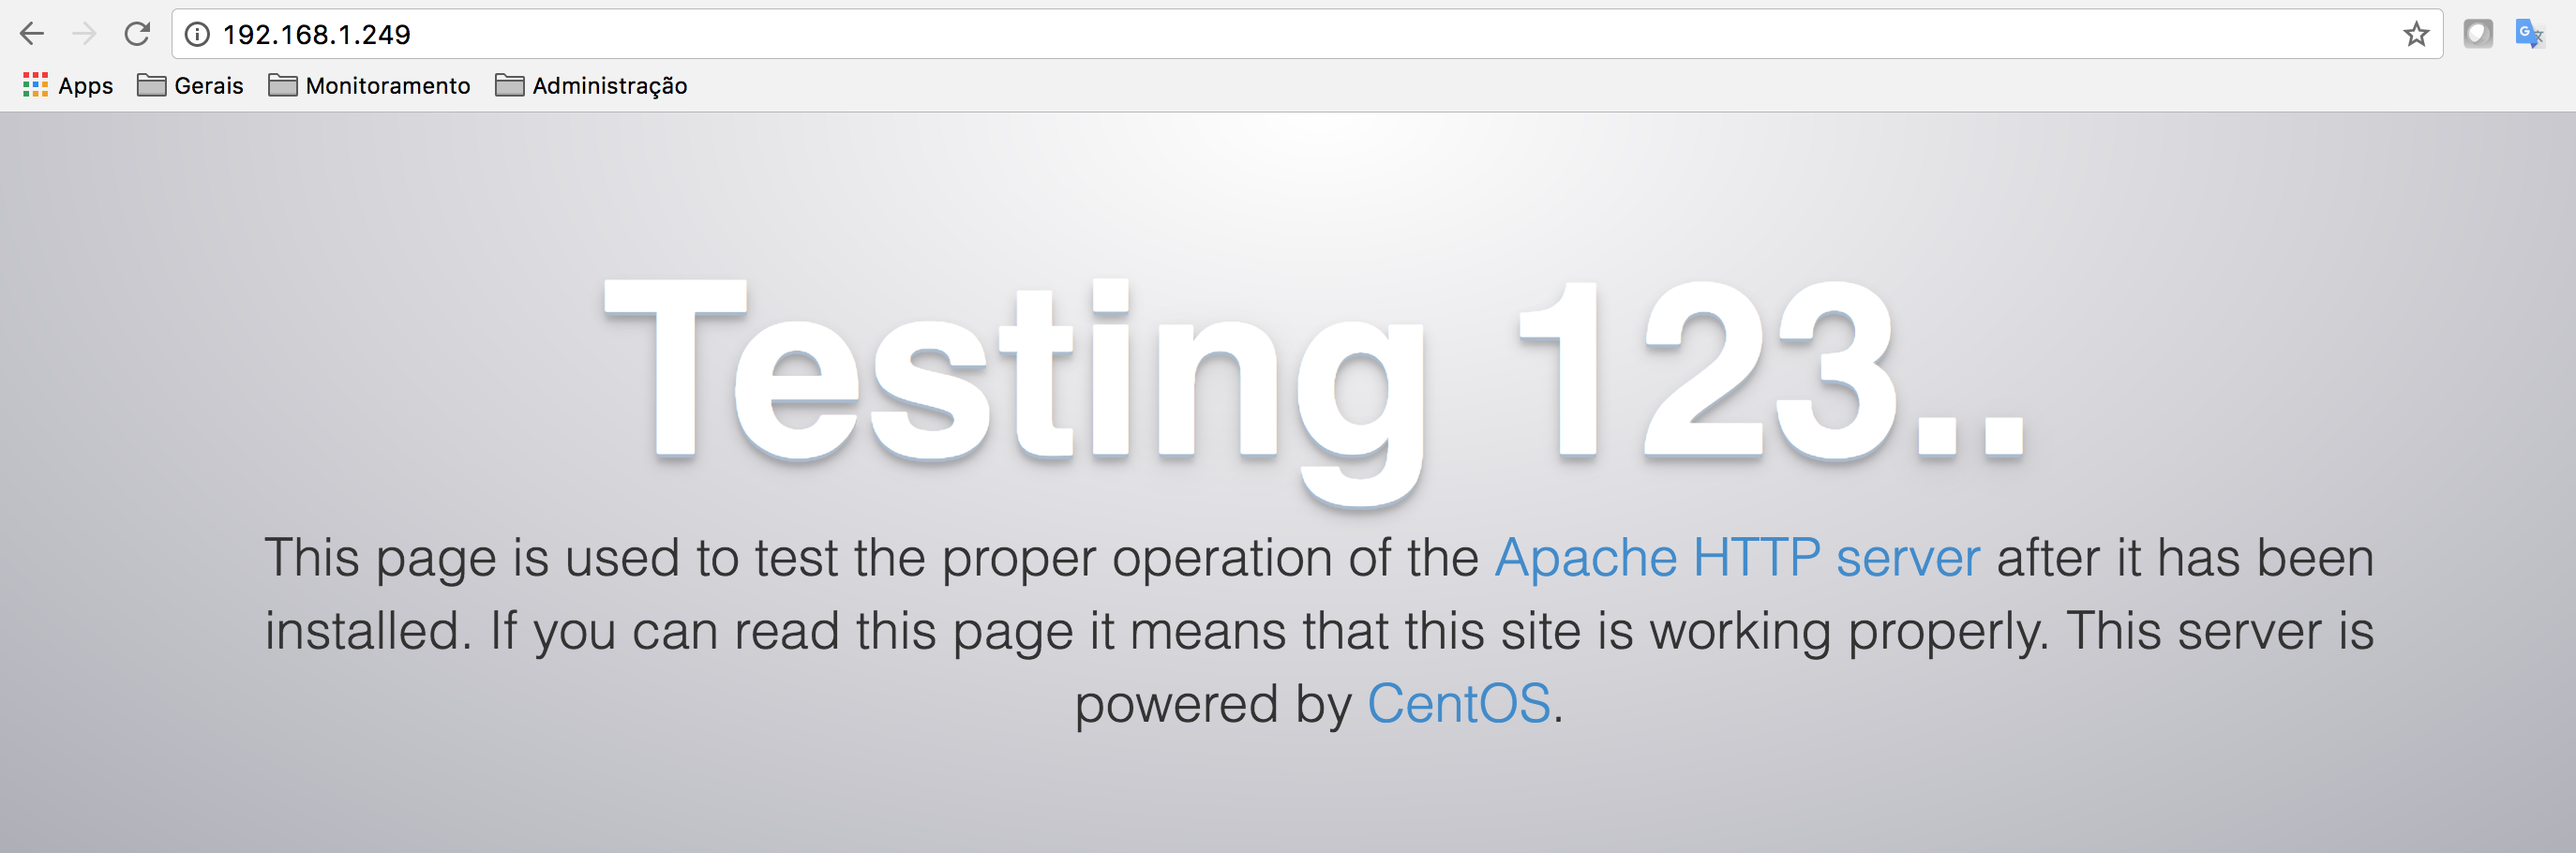 192.168.1.249
Apps Gerais Monitoramento Administração
Testing 123..
This page is used to test the proper operation of the Apache HTTP server after it has been
installed. If you can read this page it means that this site is working properly. This server is
powered by CentOS.